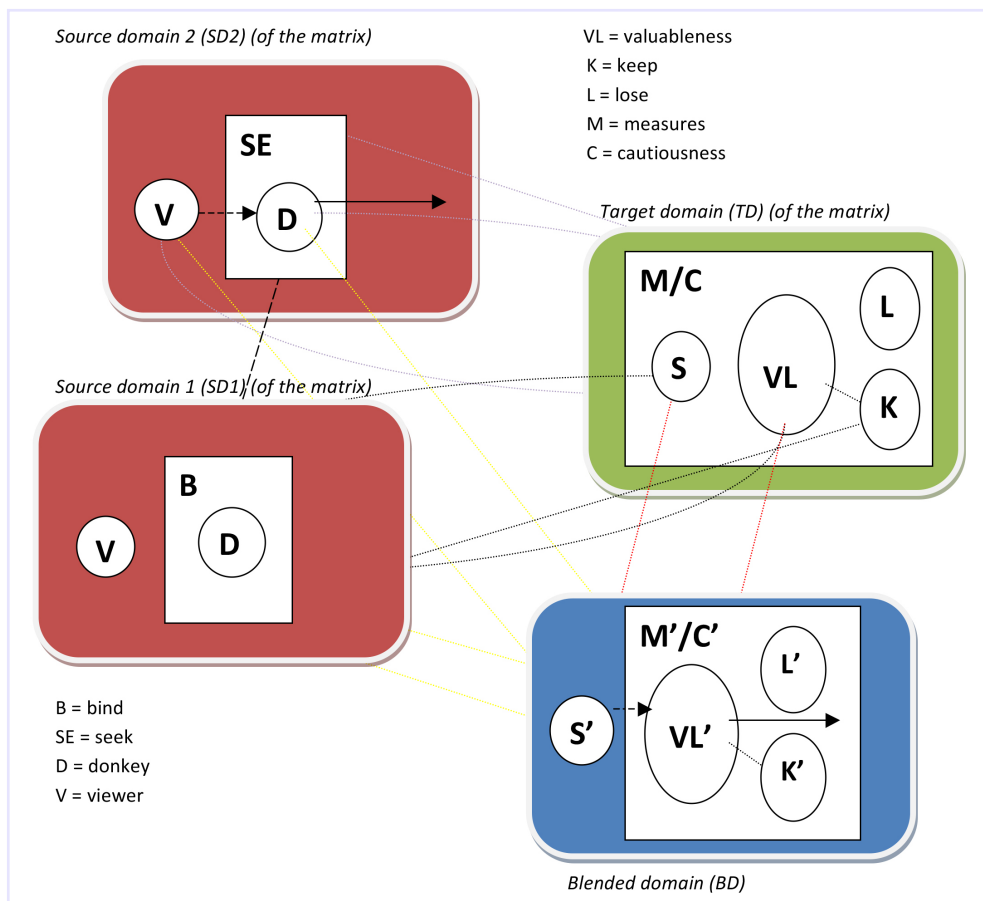 Source domain 2 (SD2) (of the matrix)
VL = valuableness
K = keep
L = lose
M = measures
C = cautiousness
SE
V
D
Target domain (TD) (of the matrix)
M/C
L
S
VL
K
Source domain 1 (SD1) (of the matrix)
B
V
D
M’/C’
L’
S’
VL’
K’
B = bind
SE = seek
D = donkey
V = viewer
Blended domain (BD)